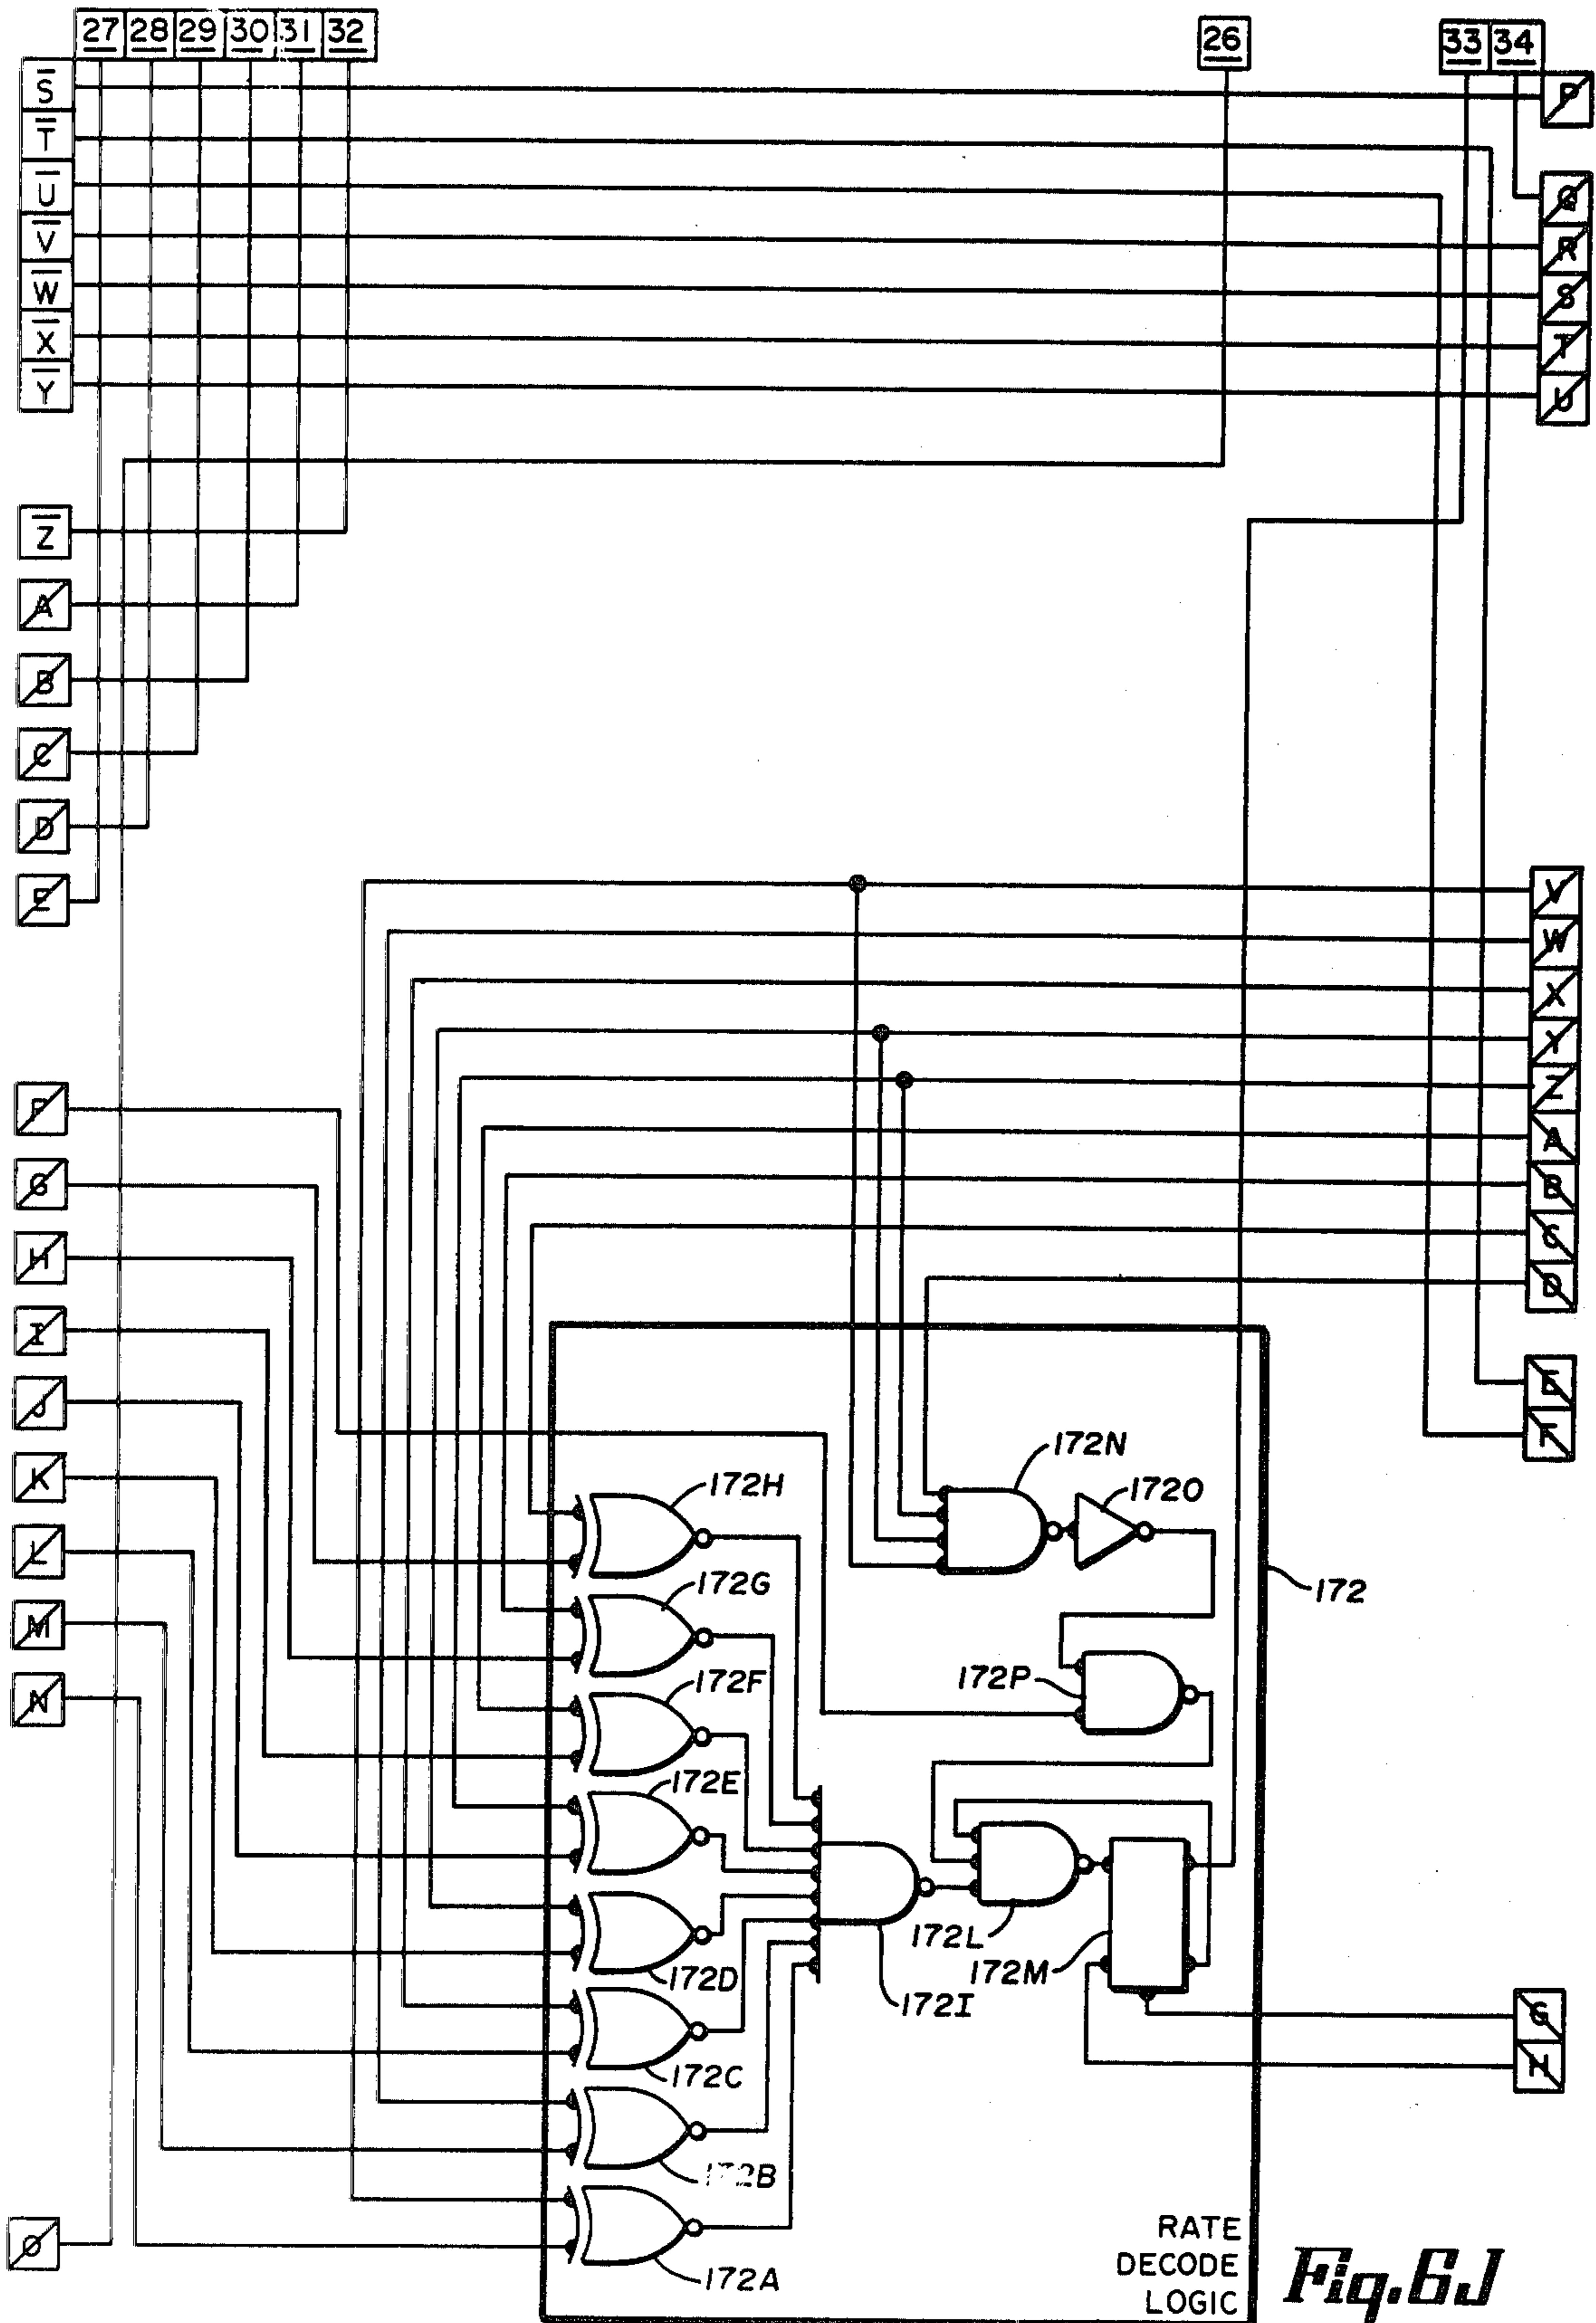 27 28 29 30 31 32
26
33 34
S̅
T̅
U̅
V̅
W̅
X̅
Y̅
P
Q
R
S
T
U
Z̅
A
B
C
D
E
V
W
X
Y
Z
A
B
C
D
E
F
F
G
H
I
J
K
L
M
N
O
172N
172O
172H
172G
172
172F
172P
172E
172L
172D
172M
172I
G
H
172C
172B
172A
RATE
DECODE
LOGIC
Fig.6J